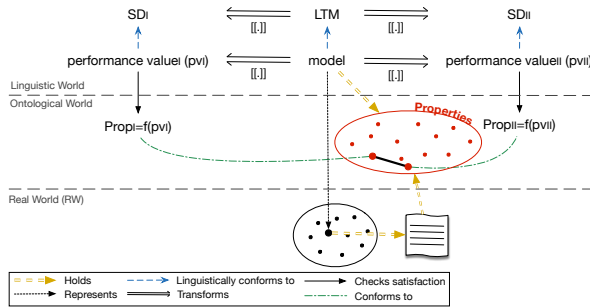 SDI LTM SDII
[[.]] [[.]]
performance valueI (pvI) model performance valueII (pvII)
[[.]] [[.]]
Linguistic World
Ontological World
Properties
PropI=f(pvI) PropII=f(pvII)
Real World (RW)
Holds Linguistically conforms to Checks satisfaction
Represents Transforms Conforms to